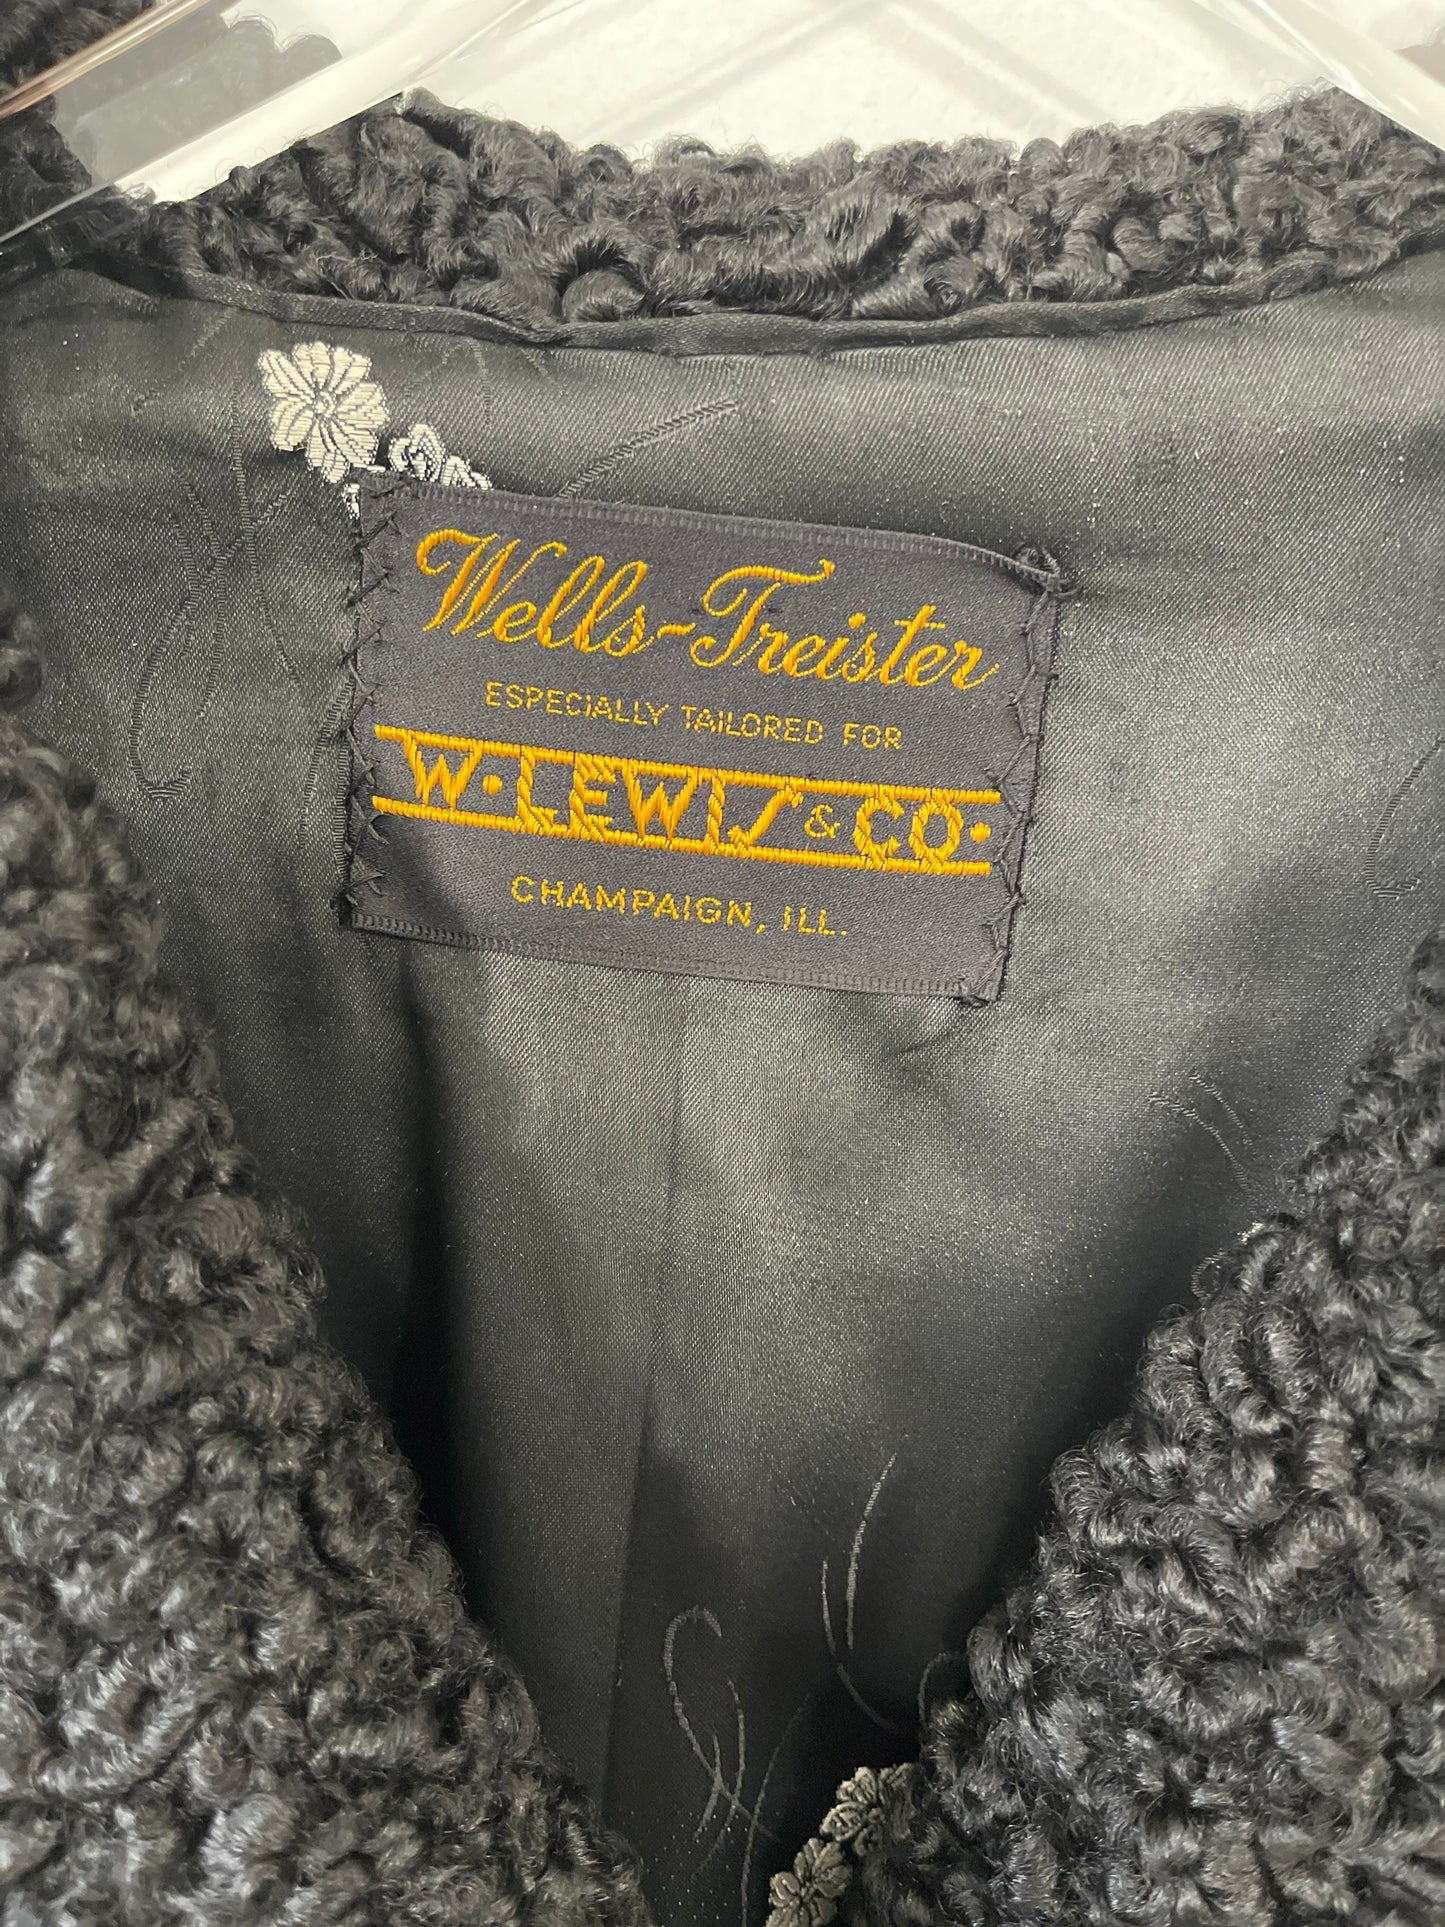 Wells-Treister
ESPECIALLY TAILORED FOR
W·LEWIS & CO·
CHAMPAIGN, ILL.